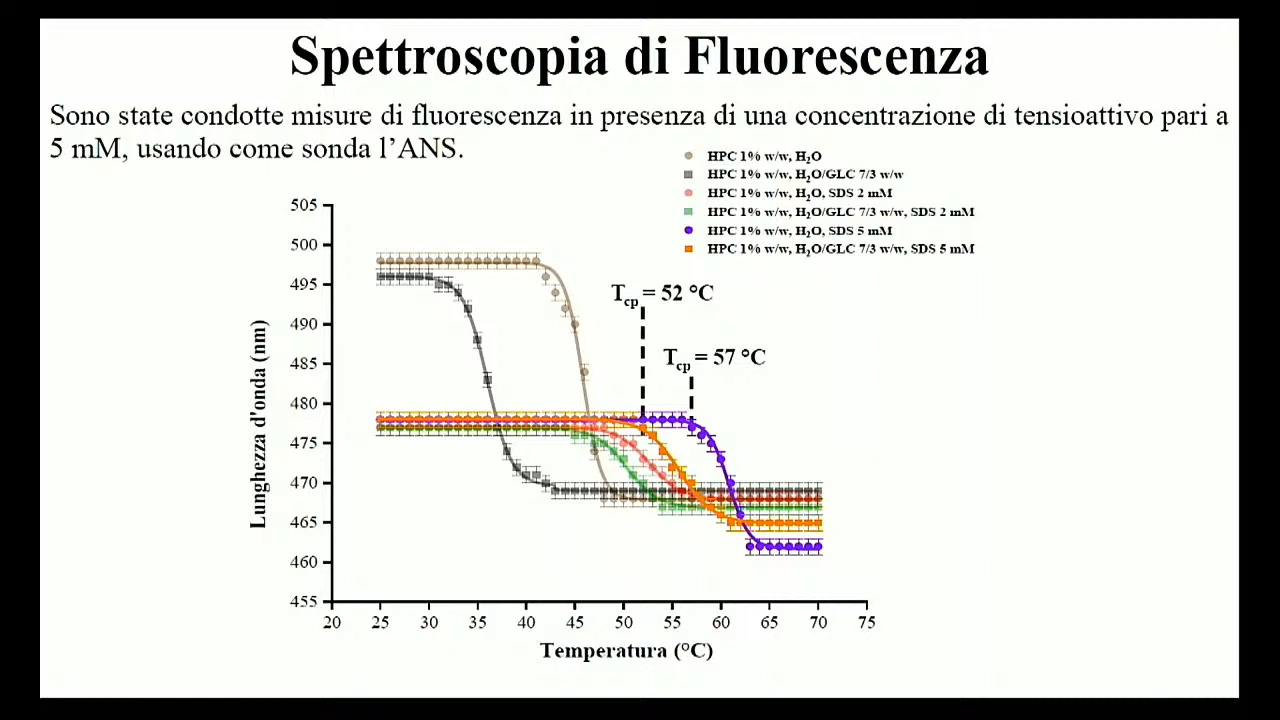 Spettroscopia di Fluorescenza
Sono state condotte misure di fluorescenza in presenza di una concentrazione di tensioattivo pari a
5 mM, usando come sonda l’ANS.
HPC 1% w/w, H2O
HPC 1% w/w, H2O/GLC 7/3 w/w
HPC 1% w/w, H2O, SDS 2 mM
HPC 1% w/w, H2O/GLC 7/3 w/w, SDS 2 mM
HPC 1% w/w, H2O, SDS 5 mM
HPC 1% w/w, H2O/GLC 7/3 w/w, SDS 5 mM
Tcp = 52 °C
Tcp = 57 °C
505
500
495
490
485
480
475
470
465
460
455
Lunghezza d'onda (nm)
20 25 30 35 40 45 50 55 60 65 70 75
Temperatura (°C)